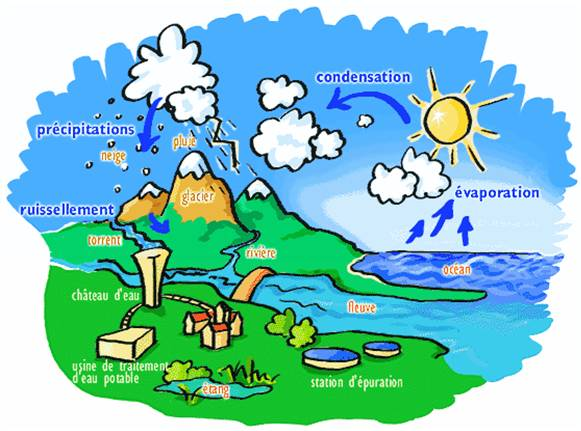 condensation
précipitations
pluie
neige
évaporation
glacier
ruissellement
torrent
rivière
océan
château d'eau
fleuve
usine de traitement
d'eau potable
étang
station d'épuration